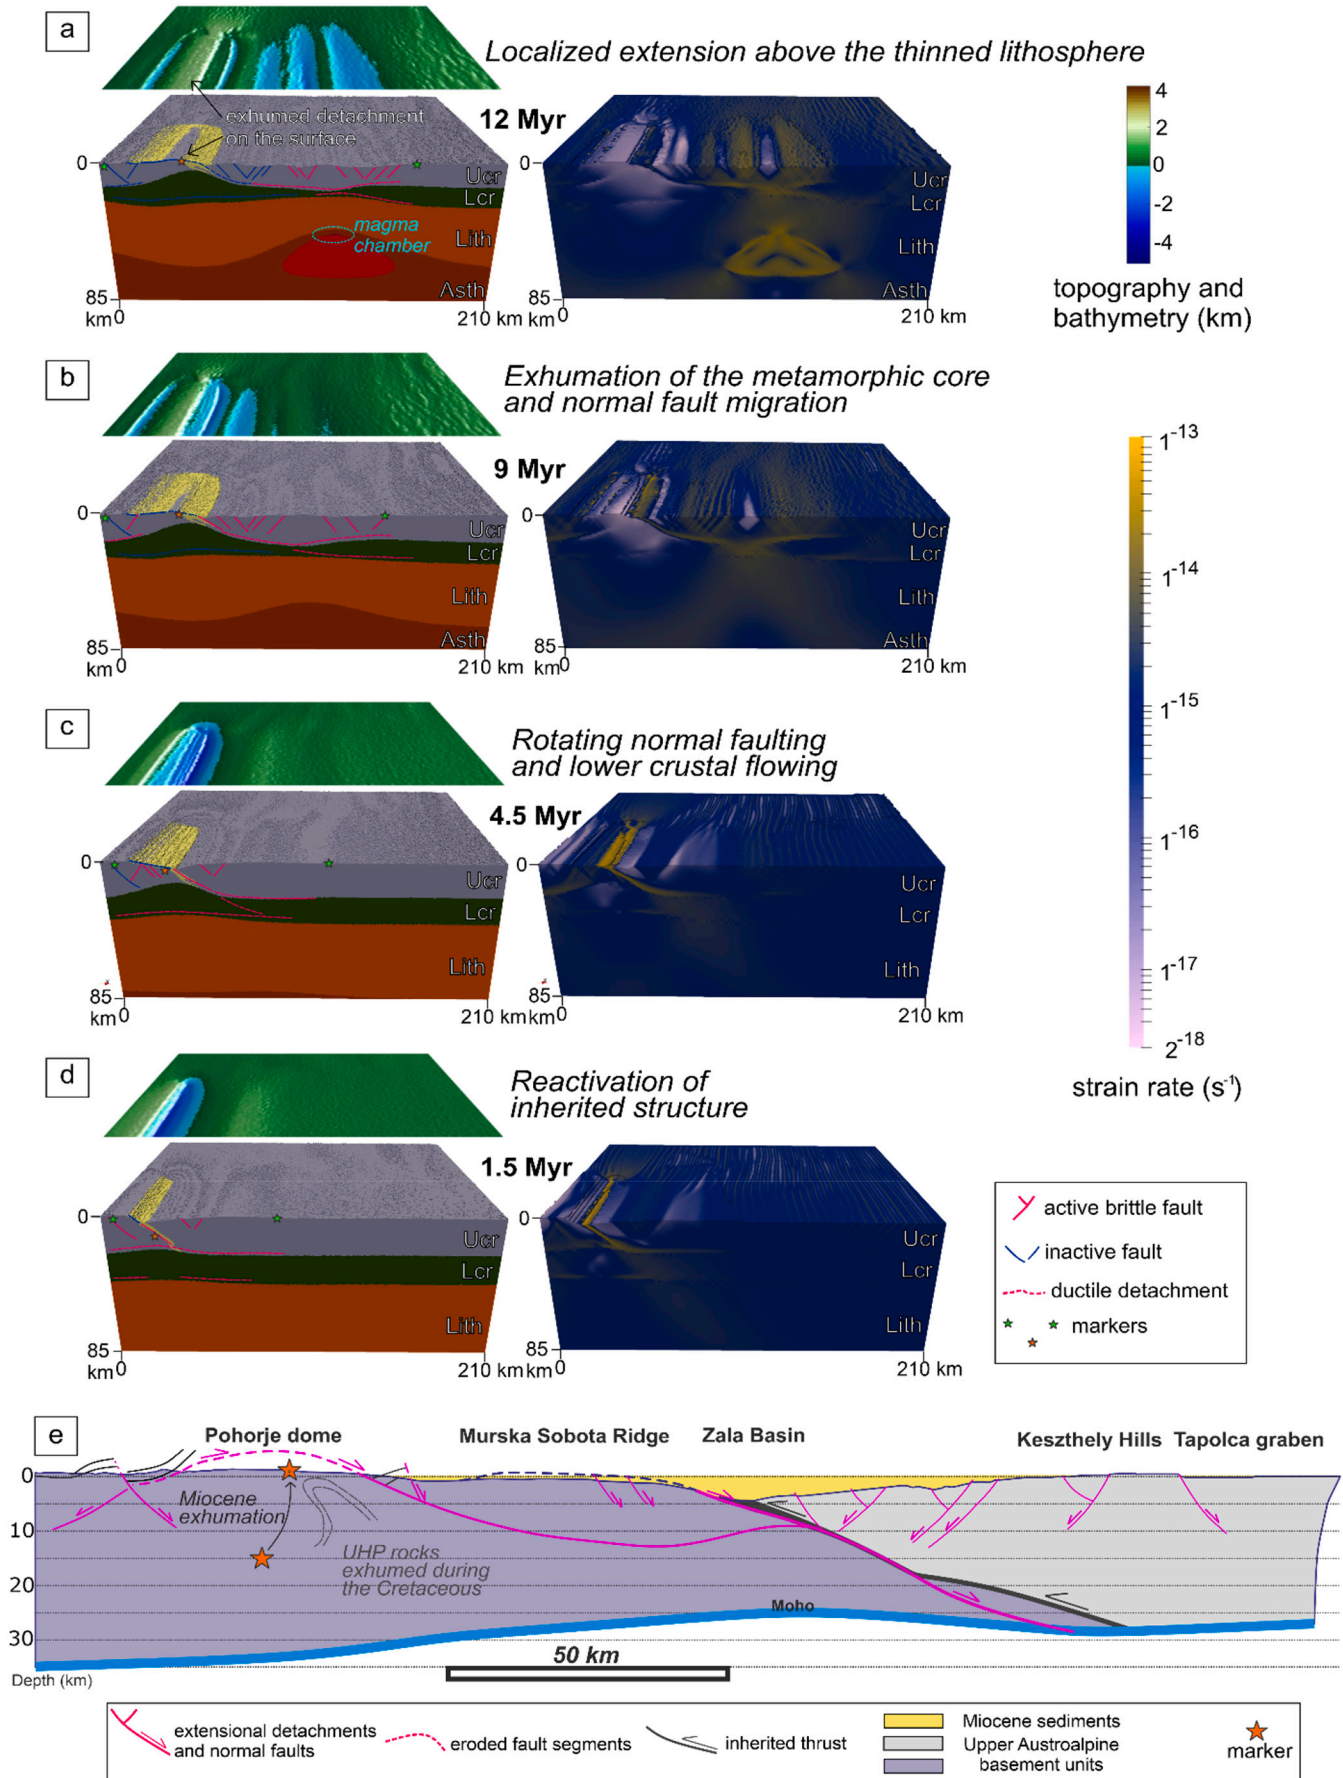 a
Localized extension above the thinned lithosphere
exhumed detachment
on the surface
12 Myr
0
0
Ucr
Lcr
Lith
Asth
magma
chamber
Ucr
Lcr
Lith
Asth
85
km 0
210 km
85
km 0
210 km
4
2
0
-2
-4
topography and
bathymetry (km)
b
Exhumation of the metamorphic core
and normal fault migration
9 Myr
0
0
Ucr
Lcr
Lith
Asth
Ucr
Lcr
Lith
Asth
85
km 0
210 km
85
km 0
210 km
1-13
1-14
1-15
1-16
1-17
2-18
strain rate (s-1)
c
Rotating normal faulting
and lower crustal flowing
4.5 Myr
0
0
Ucr
Lcr
Lith
Ucr
Lcr
Lith
85
km 0
210 km
85
km 0
210 km
d
Reactivation of
inherited structure
1.5 Myr
0
0
Ucr
Lcr
Lith
Ucr
Lcr
Lith
85
km 0
210 km
85
km 0
210 km
active brittle fault
inactive fault
ductile detachment
markers
e
Pohorje dome
Murska Sobota Ridge
Zala Basin
Keszthely Hills
Tapolca graben
0
10
20
30
Depth (km)
Miocene
exhumation
UHP rocks
exhumed during
the Cretaceous
Moho
50 km
extensional detachments
and normal faults
eroded fault segments
inherited thrust
Miocene sediments
Upper Austroalpine
basement units
marker